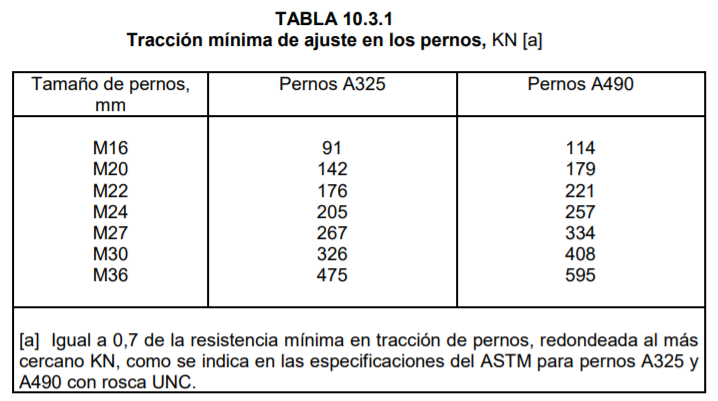 TABLA 10.3.1
Tracción mínima de ajuste en los pernos, KN [a]
Tamaño de pernos, mm Pernos A325 Pernos A490
M16 91 114
M20 142 179
M22 176 221
M24 205 257
M27 267 334
M30 326 408
M36 475 595
[a] Igual a 0,7 de la resistencia mínima en tracción de pernos, redondeada al más
cercano KN, como se indica en las especificaciones del ASTM para pernos A325 y
A490 con rosca UNC.